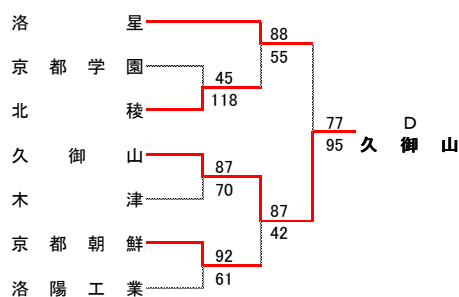 洛星
88
京都学園
55
45
北稜
118
77 D
久御山
95 久御山
87
木津
70
87
京都朝鮮
42
92
洛陽工業
61